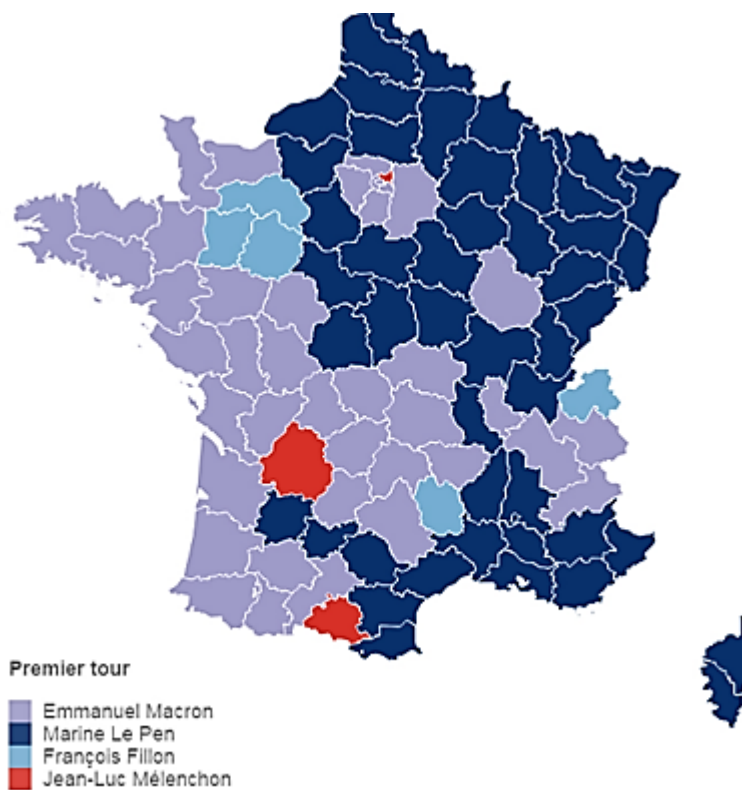 Premier tour
Emmanuel Macron
Marine Le Pen
François Fillon
Jean-Luc Mélenchon